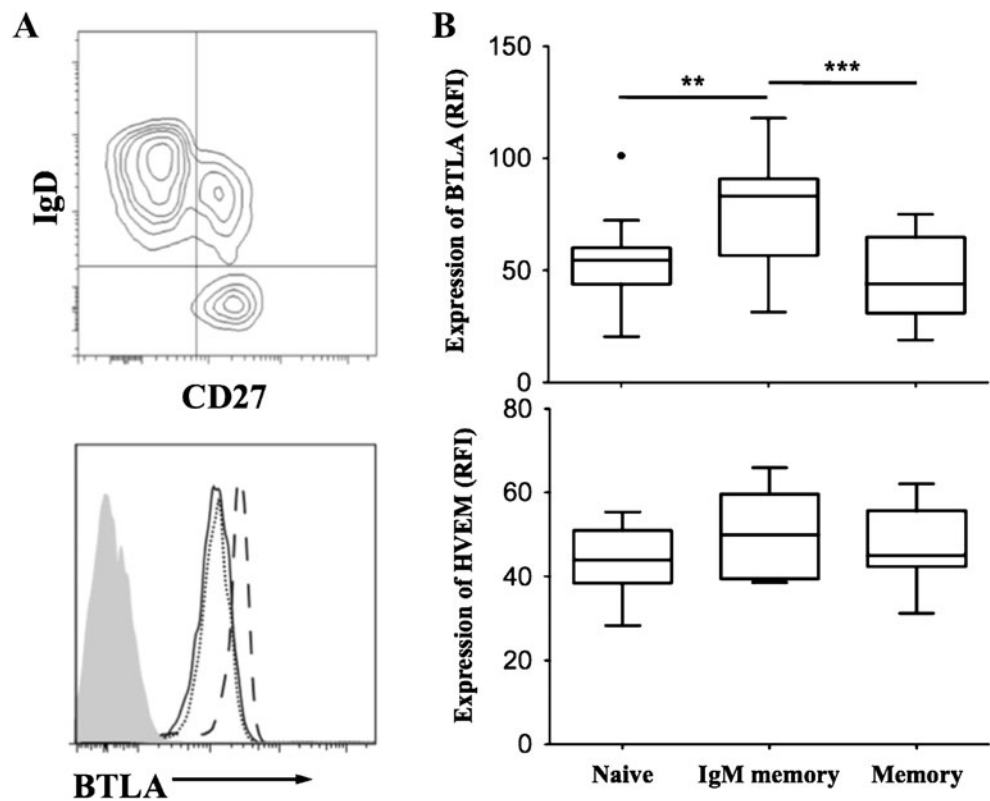 A
IgD
CD27
BTLA
B
Expression of BTLA (RFI)
150
100
50
0
** ***
Expression of HVEM (RFI)
80
60
40
20
0
Naive IgM memory Memory